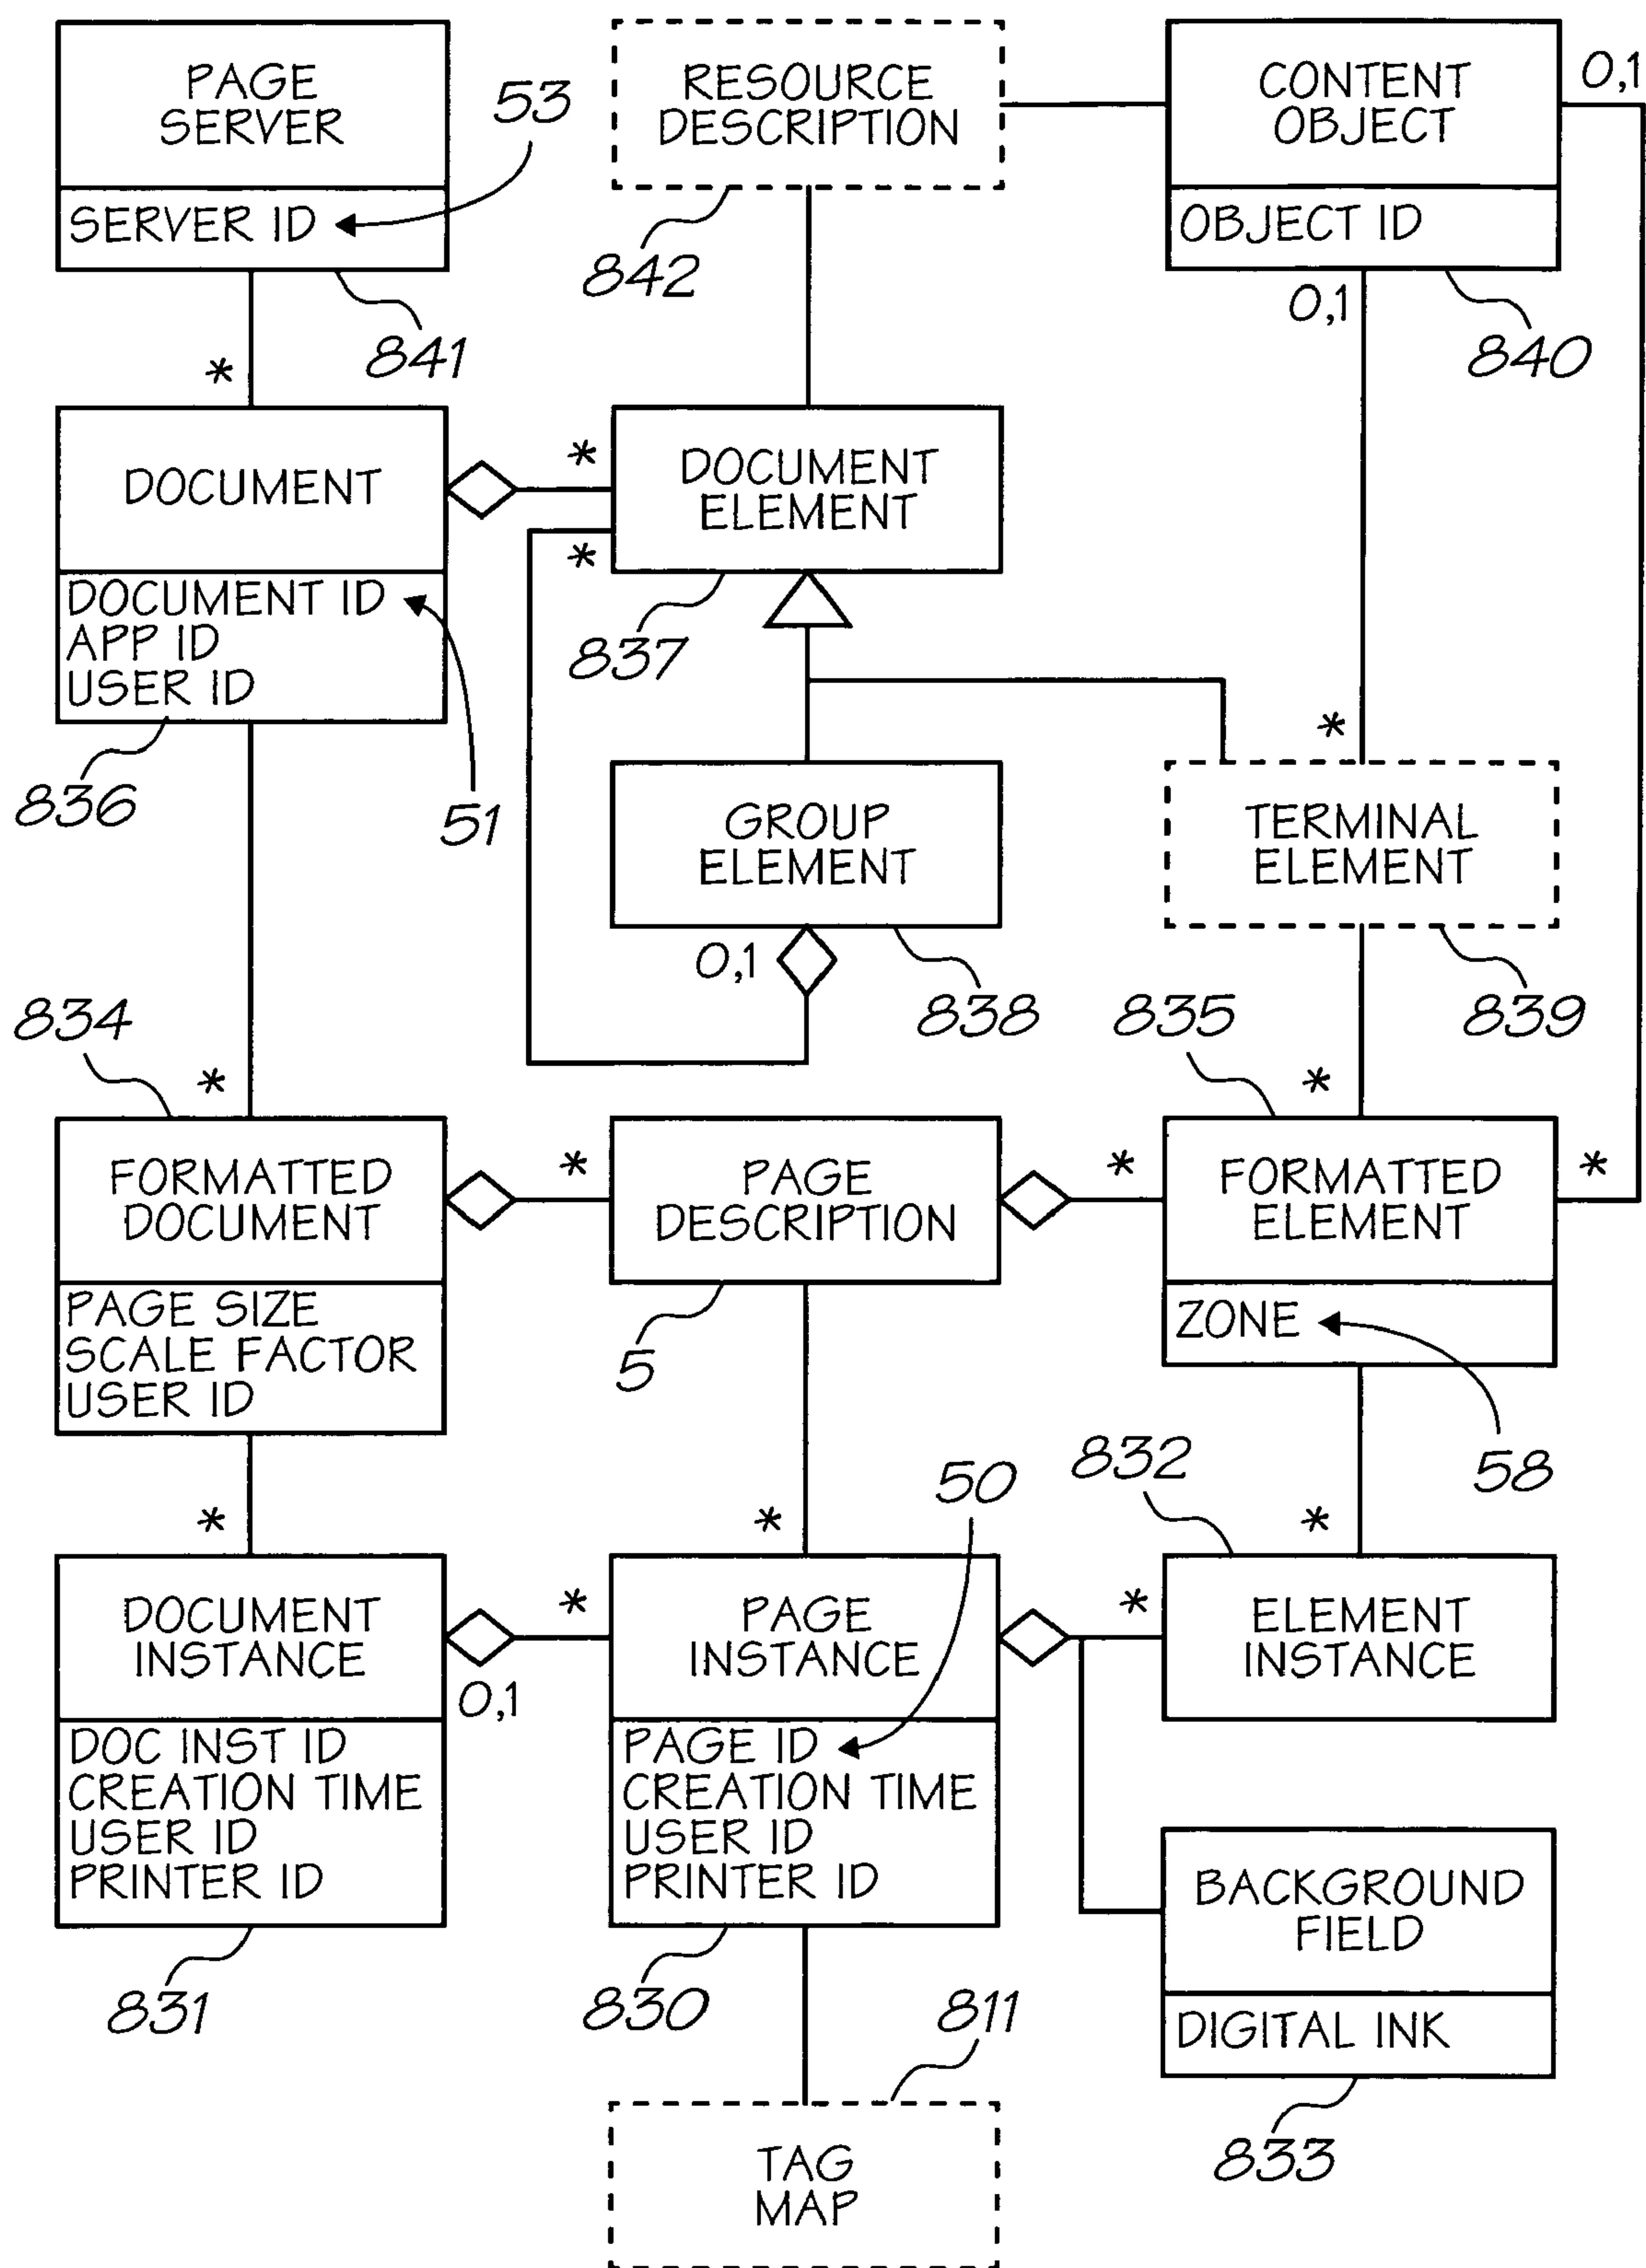 PAGE
SERVER
SERVER ID
53
841
RESOURCE
DESCRIPTION
842
CONTENT
OBJECT
OBJECT ID
0,1
0,1
840
*
DOCUMENT
DOCUMENT ID
APP ID
USER ID
836
51
*
*
DOCUMENT
ELEMENT
837
GROUP
ELEMENT
0,1
838
*
TERMINAL
ELEMENT
839
834
*
FORMATTED
DOCUMENT
PAGE SIZE
SCALE FACTOR
USER ID
*
PAGE
DESCRIPTION
5
835
*
*
*
FORMATTED
ELEMENT
ZONE
58
*
DOCUMENT
INSTANCE
DOC INST ID
CREATION TIME
USER ID
PRINTER ID
831
0,1
*
*
50
PAGE
INSTANCE
PAGE ID
CREATION TIME
USER ID
PRINTER ID
830
832
*
*
ELEMENT
INSTANCE
BACKGROUND
FIELD
DIGITAL INK
833
811
TAG
MAP